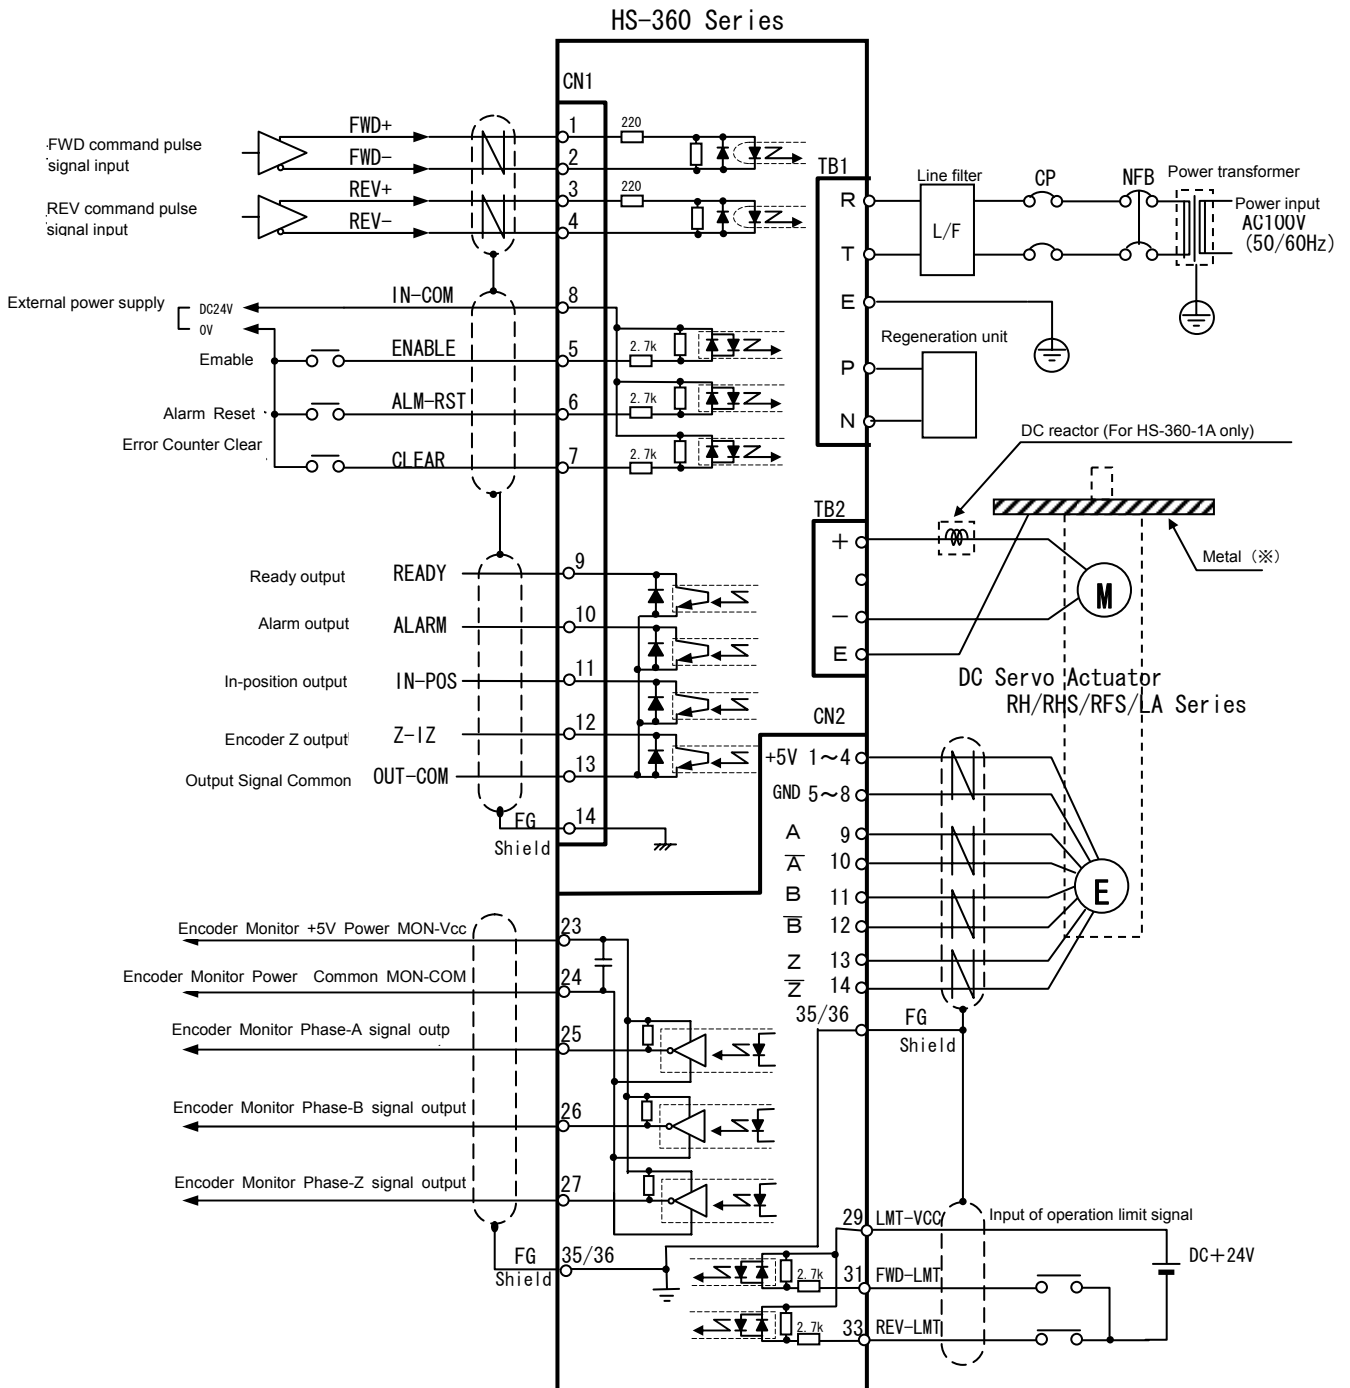 HS-360 Series
CN1
FWD command pulse
signal input
FWD+
1
220
FWD-
2
REV command pulse
signal input
REV+
3
220
REV-
4
External power supply
DC24V
0V
IN-COM
8
Emable
ENABLE
5
2.7k
Alarm Reset
ALM-RST
6
2.7k
Error Counter Clear
CLEAR
7
2.7k
Ready output
READY
9
Alarm output
ALARM
10
In-position output
IN-POS
11
Encoder Z output
Z-IZ
12
Output Signal Common
OUT-COM
13
FG
14
Shield
TB1
R
T
E
P
N
Line filter
L/F
CP
NFB
Power transformer
Power input
AC100V
(50/60Hz)
Regeneration unit
DC reactor (For HS-360-1A only)
TB2
+
-
E
Metal (※)
M
DC Servo Actuator
RH/RHS/RFS/LA Series
CN2
+5V 1～4
GND 5～8
A 9
A̅ 10
B 11
B̅ 12
Z 13
Z̅ 14
35/36
FG
Shield
E
Encoder Monitor +5V Power MON-Vcc
23
Encoder Monitor Power Common MON-COM
24
Encoder Monitor Phase-A signal outp
25
Encoder Monitor Phase-B signal output
26
Encoder Monitor Phase-Z signal output
27
FG
35/36
Shield
29 LMT-VCC
Input of operation limit signal
DC+24V
2.7k
31 FWD-LMT
2.7k
33 REV-LMT